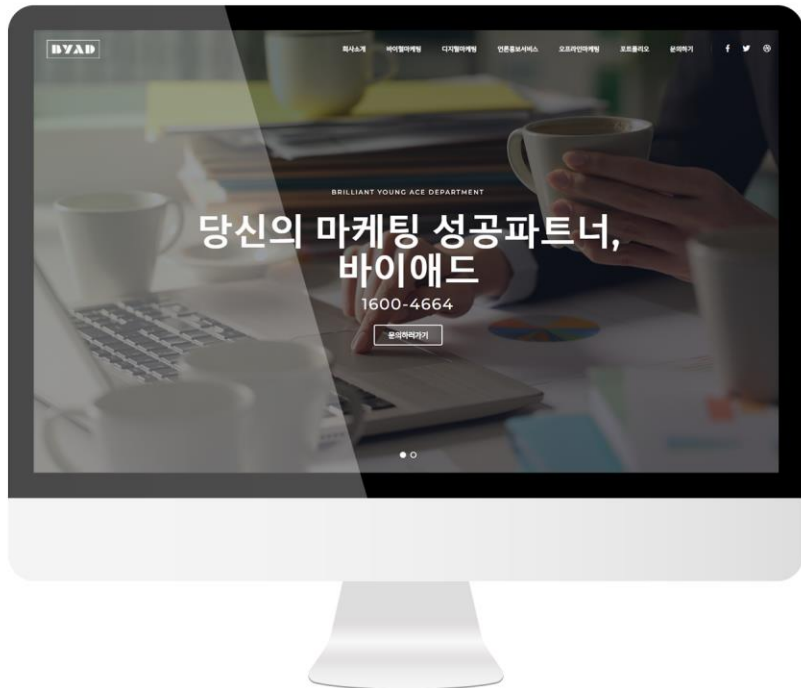 BYAD
회사소개 바이럴마케팅 디지털마케팅 언론홍보서비스 오프라인마케팅 포트폴리오 문의하기
BRILLIANT YOUNG ACE DEPARTMENT
당신의 마케팅 성공파트너,
바이애드
1600-4664
문의하러가기